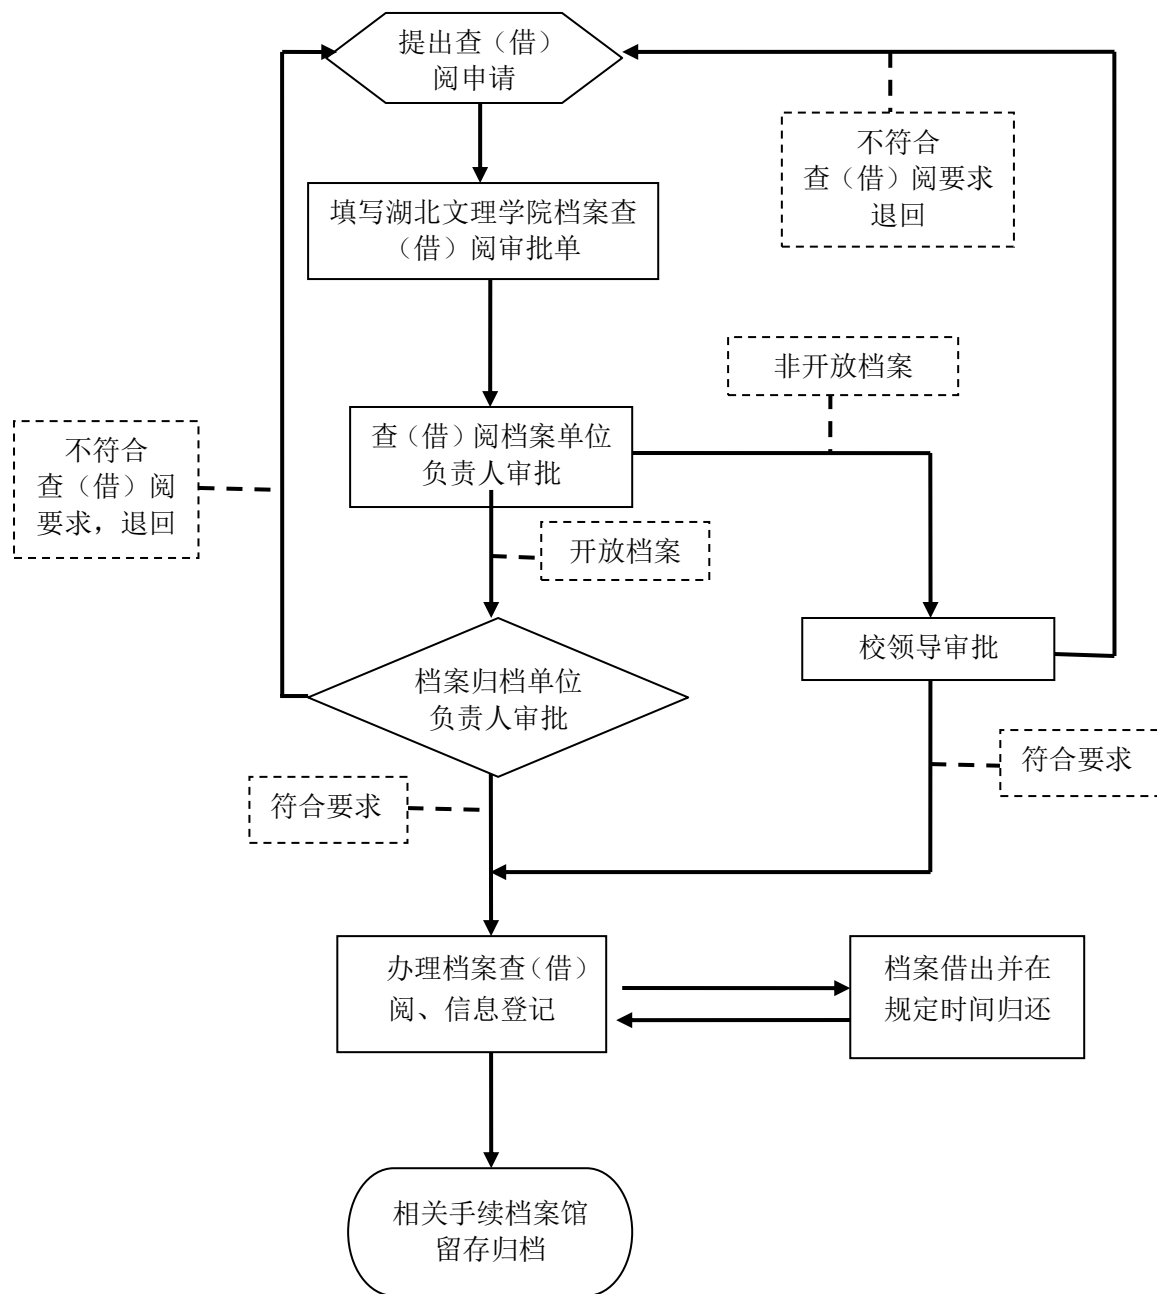 提出查（借）
阅申请
不符合
查（借）阅要求
退回
填写湖北文理学院档案查
（借）阅审批单
非开放档案
不符合
查（借）阅
要求，退回
查（借）阅档案单位
负责人审批
开放档案
校领导审批
档案归档单位
负责人审批
符合要求
符合要求
办理档案查（借）
阅、信息登记
档案借出并在
规定时间归还
相关手续档案馆
留存归档